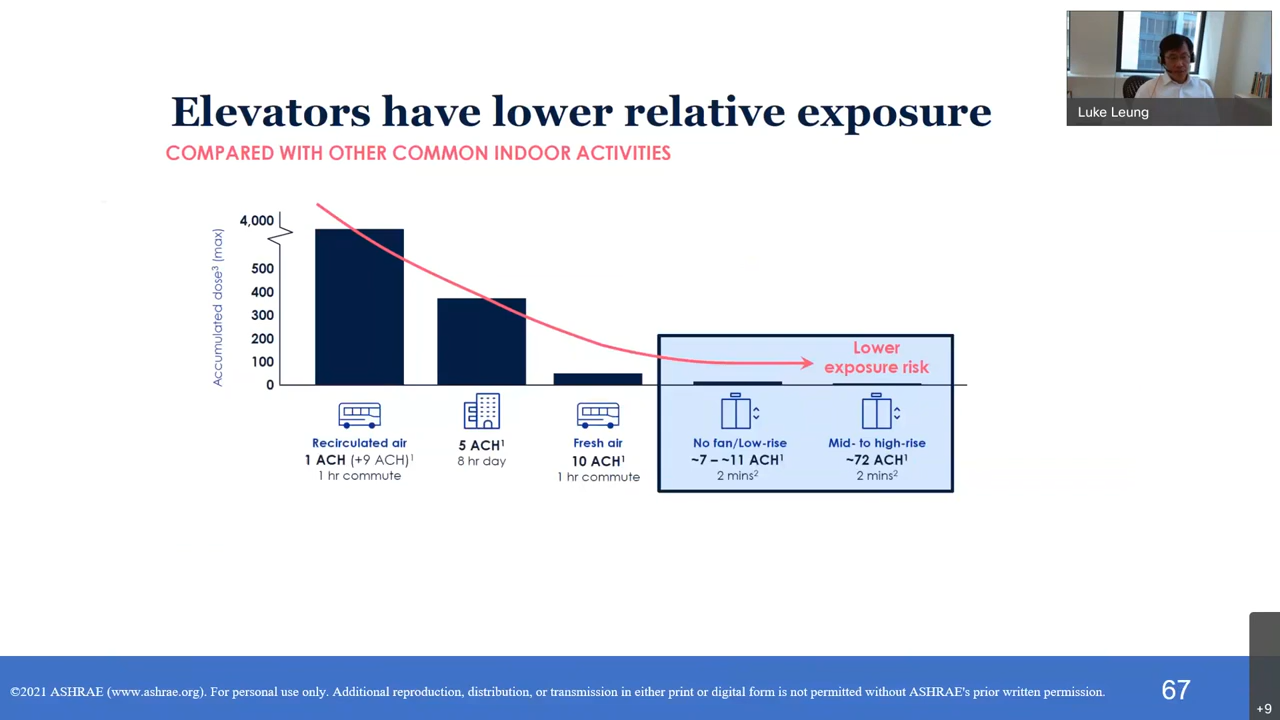 Elevators have lower relative exposure
COMPARED WITH OTHER COMMON INDOOR ACTIVITIES
Luke Leung
Accumulated dose³ (max)
4,000
500
400
300
200
100
0
Lower
exposure risk
Recirculated air
1 ACH (+9 ACH)¹
1 hr commute
5 ACH¹
8 hr day
Fresh air
10 ACH¹
1 hr commute
No fan/Low-rise
~7 – ~11 ACH¹
2 mins²
Mid- to high-rise
~72 ACH¹
2 mins²
©2021 ASHRAE (www.ashrae.org). For personal use only. Additional reproduction, distribution, or transmission in either print or digital form is not permitted without ASHRAE's prior written permission.
67
+9